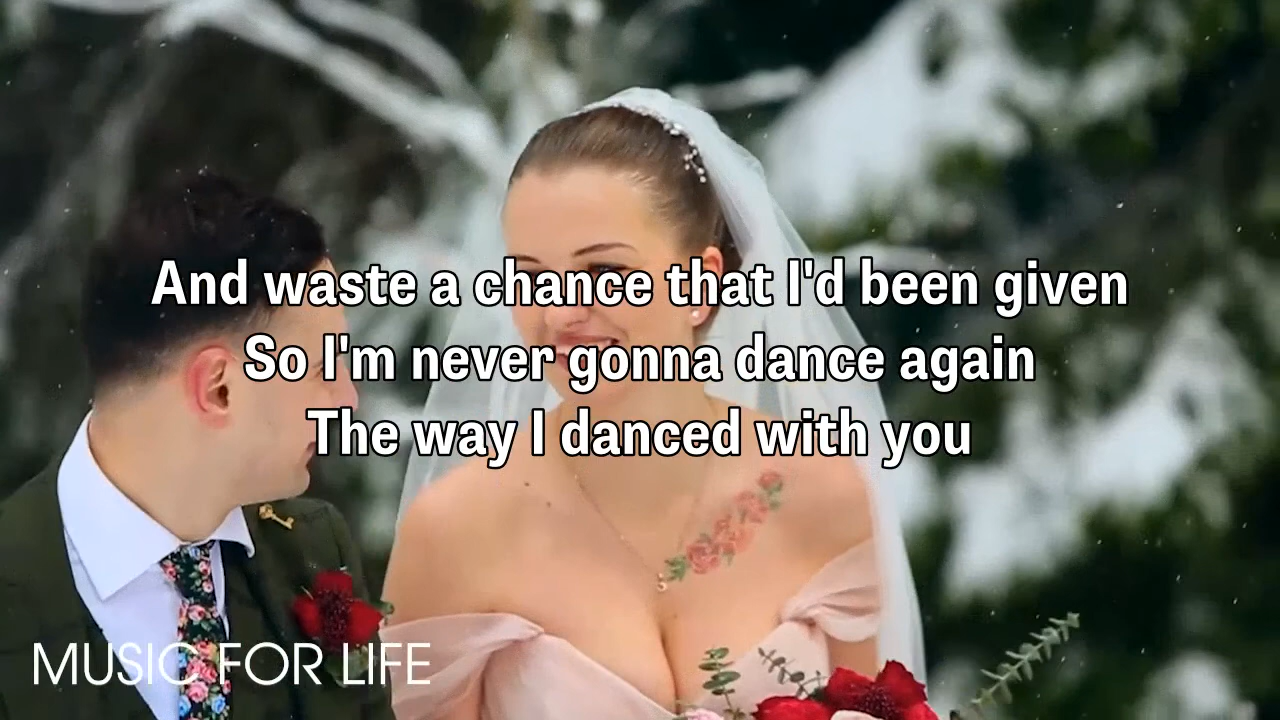 And waste a chance that I'd been given
So I'm never gonna dance again
The way I danced with you
MUSIC FOR LIFE